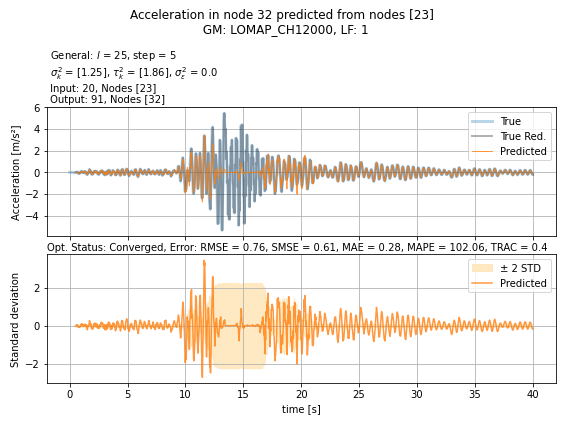 Acceleration in node 32 predicted from nodes [23]
GM: LOMAP_CH12000, LF: 1
General: l = 25, step = 5
σ²ₖ = [1.25], τ²ₖ = [1.86], σ²ε = 0.0
Input: 20, Nodes [23]
Output: 91, Nodes [32]
6
4
2
0
−2
−4
Acceleration [m/s²]
True
True Red.
Predicted
Opt. Status: Converged, Error: RMSE = 0.76, SMSE = 0.61, MAE = 0.28, MAPE = 102.06, TRAC = 0.4
2
0
−2
Standard deviation
± 2 STD
Predicted
0 5 10 15 20 25 30 35 40
time [s]